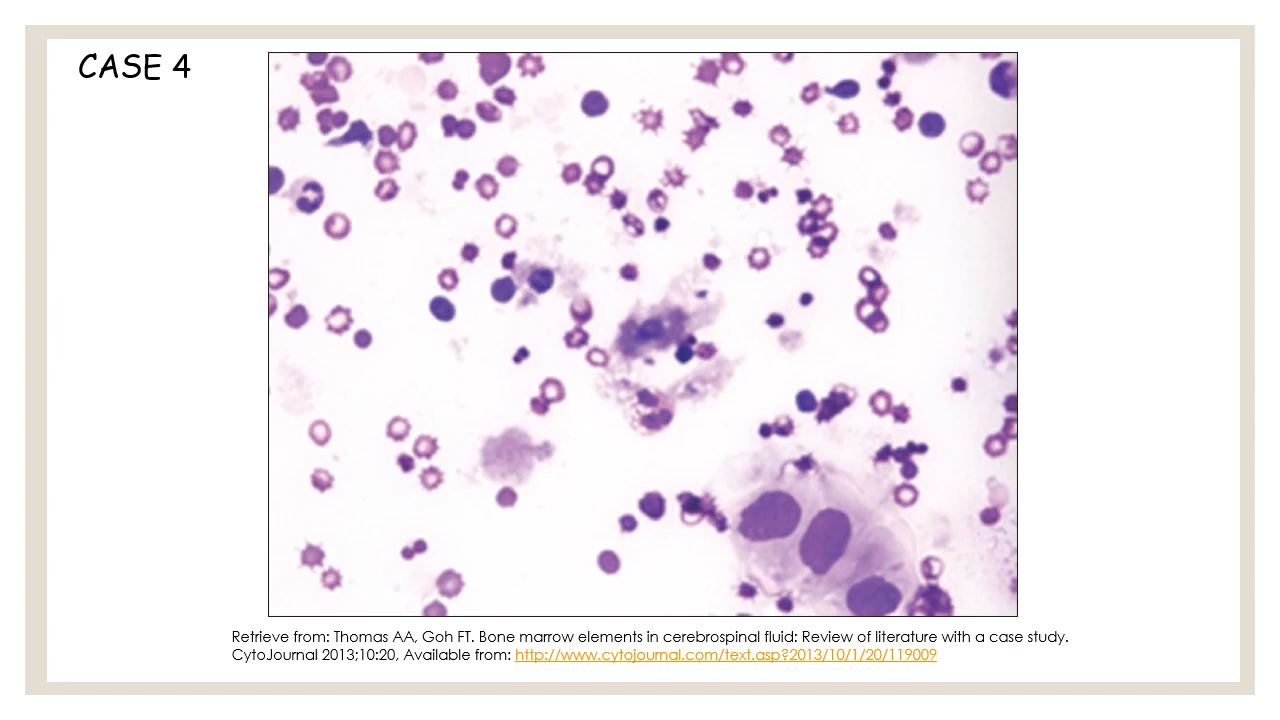 CASE 4
Retrieve from: Thomas AA, Goh FT. Bone marrow elements in cerebrospinal fluid: Review of literature with a case study.
CytoJournal 2013;10:20, Available from: http://www.cytojournal.com/text.asp?2013/10/1/20/119009